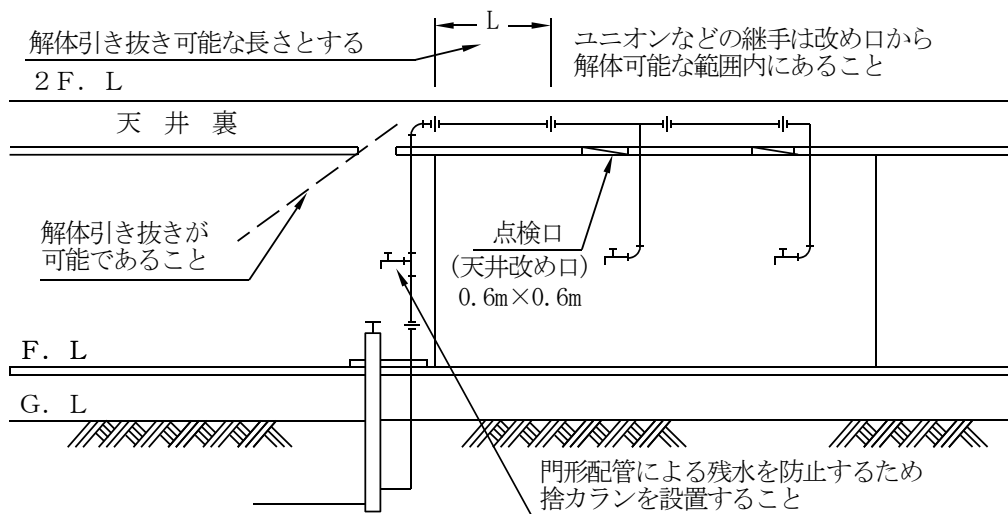 L
解体引き抜き可能な長さとする
ユニオンなどの継手は改め口から
解体可能な範囲内にあること
2F．L
天 井 裏
解体引き抜きが
可能であること
点検口
(天井改め口)
0.6m×0.6m
F．L
G．L
門形配管による残水を防止するため
捨カランを設置すること